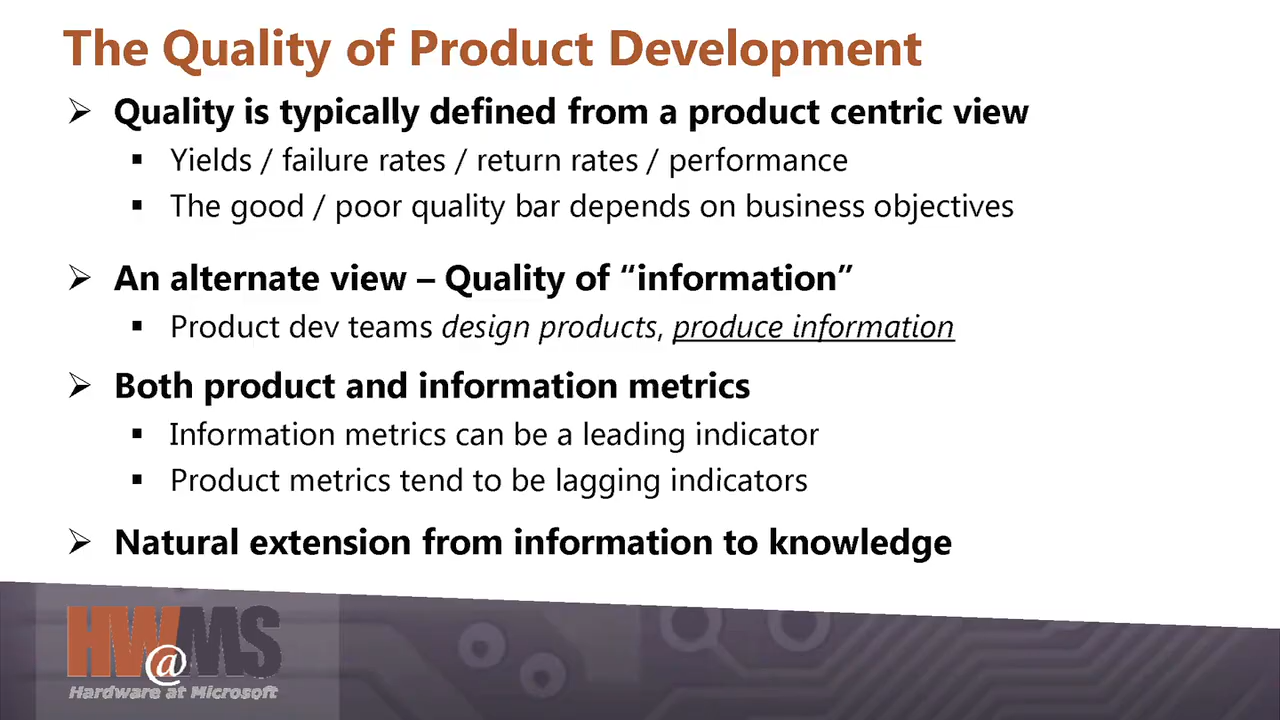 The Quality of Product Development
➢ Quality is typically defined from a product centric view
▪ Yields / failure rates / return rates / performance
▪ The good / poor quality bar depends on business objectives
➢ An alternate view – Quality of “information”
▪ Product dev teams design products, produce information
➢ Both product and information metrics
▪ Information metrics can be a leading indicator
▪ Product metrics tend to be lagging indicators
➢ Natural extension from information to knowledge
HW@MS
Hardware at Microsoft